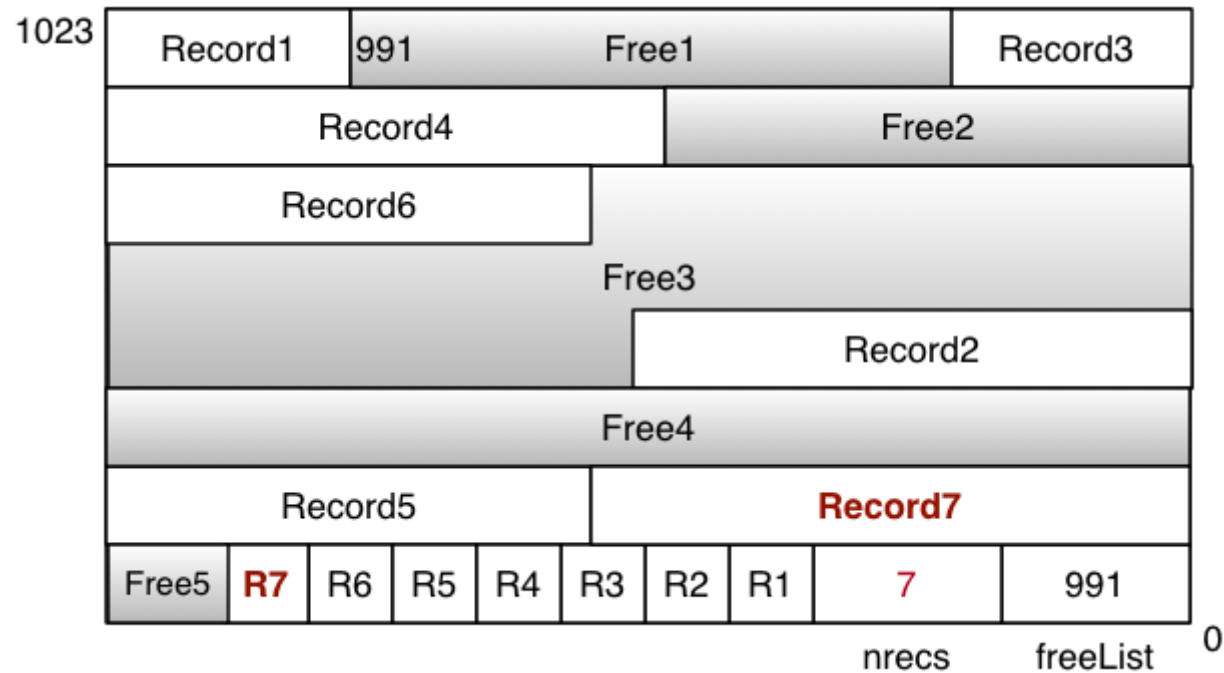 1023 Record1 991 Free1 Record3
Record4 Free2
Record6
Free3
Record2
Free4
Record5 Record7
Free5 R7 R6 R5 R4 R3 R2 R1 7 991
0
nrecs freeList